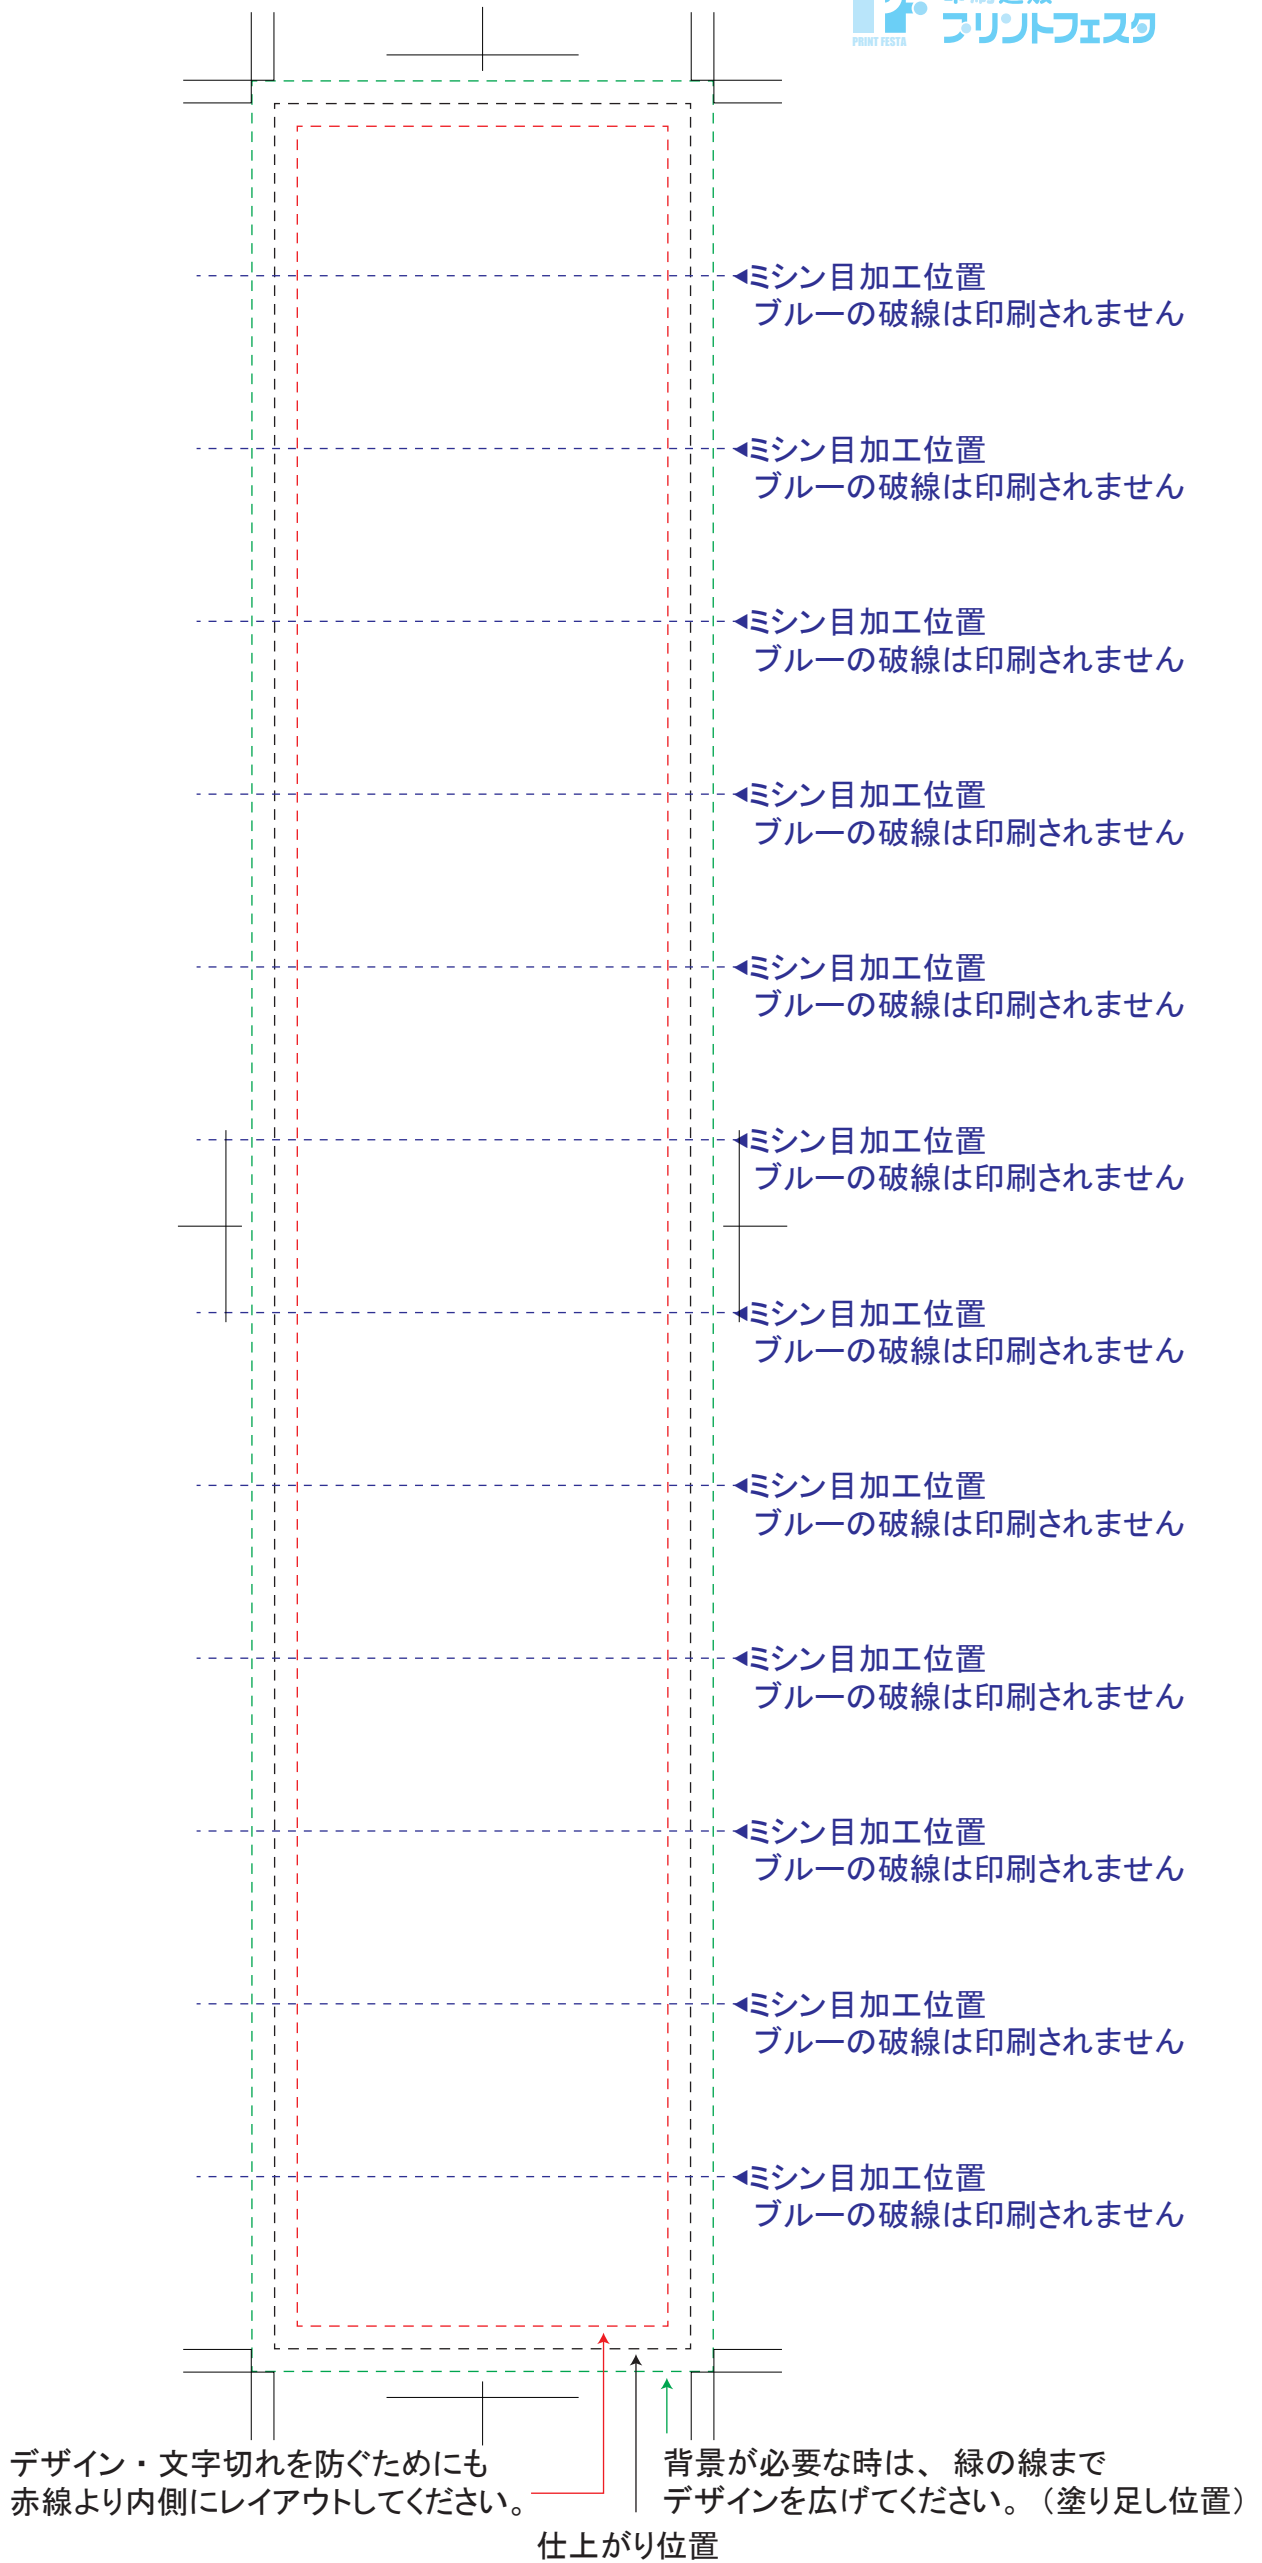 PRINT FESTA
プリントフェスタ
◀ミシン目加工位置
ブルーの破線は印刷されません
◀ミシン目加工位置
ブルーの破線は印刷されません
◀ミシン目加工位置
ブルーの破線は印刷されません
◀ミシン目加工位置
ブルーの破線は印刷されません
◀ミシン目加工位置
ブルーの破線は印刷されません
◀ミシン目加工位置
ブルーの破線は印刷されません
◀ミシン目加工位置
ブルーの破線は印刷されません
◀ミシン目加工位置
ブルーの破線は印刷されません
◀ミシン目加工位置
ブルーの破線は印刷されません
◀ミシン目加工位置
ブルーの破線は印刷されません
◀ミシン目加工位置
ブルーの破線は印刷されません
◀ミシン目加工位置
ブルーの破線は印刷されません
デザイン・文字切れを防ぐためにも
赤線より内側にレイアウトしてください。
背景が必要な時は、緑の線まで
デザインを広げてください。（塗り足し位置）
仕上がり位置